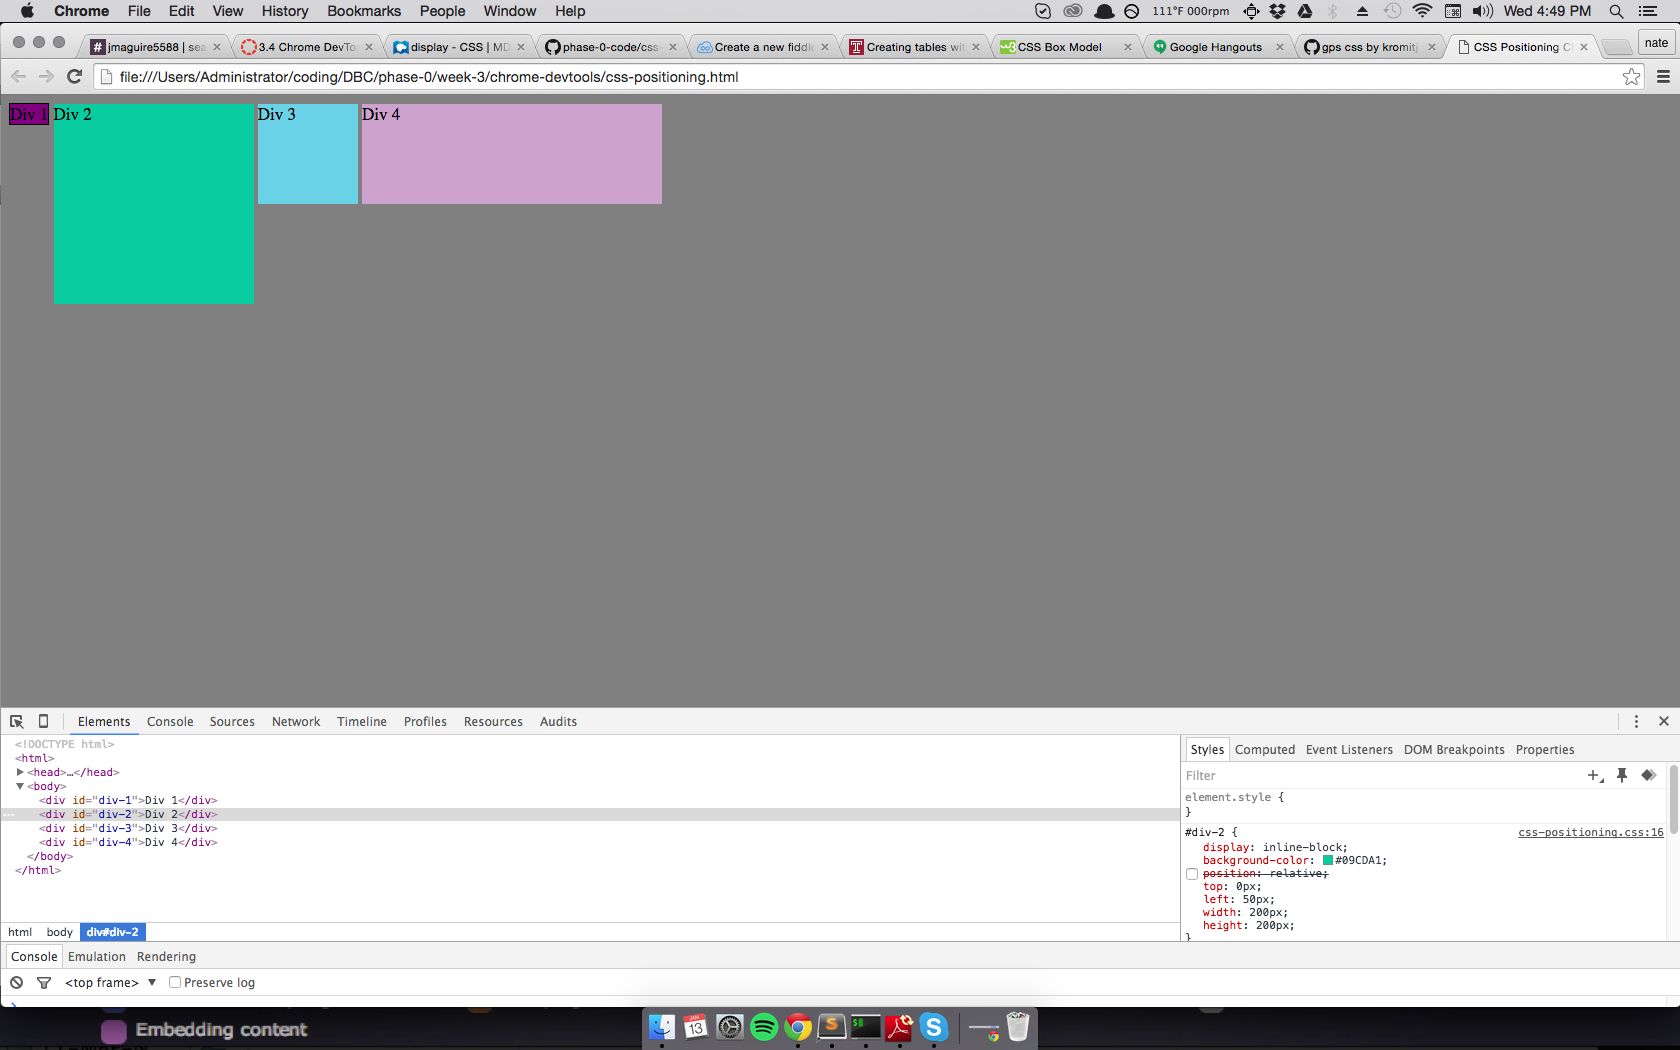 Chrome File Edit View History Bookmarks People Window Help 111°F 000rpm Wed 4:49 PM
jmaguire5588 | sea 3.4 Chrome DevTo display - CSS | MD phase-0-code/css- Create a new fiddle Creating tables wit CSS Box Model Google Hangouts gps css by kromitj CSS Positioning C nate
file:///Users/Administrator/coding/DBC/phase-0/week-3/chrome-devtools/css-positioning.html
Div 1 Div 2 Div 3 Div 4
Elements Console Sources Network Timeline Profiles Resources Audits
<!DOCTYPE html>
<html>
<head>…</head>
<body>
<div id="div-1">Div 1</div>
<div id="div-2">Div 2</div>
<div id="div-3">Div 3</div>
<div id="div-4">Div 4</div>
</body>
</html>
html body div#div-2
Styles Computed Event Listeners DOM Breakpoints Properties
Filter
element.style {
}
#div-2 { css-positioning.css:16
display: inline-block;
background-color: #09CDA1;
position: relative;
top: 0px;
left: 50px;
width: 200px;
height: 200px;
}
Console Emulation Rendering
<top frame> ▼ Preserve log
Embedding content
JAN
13